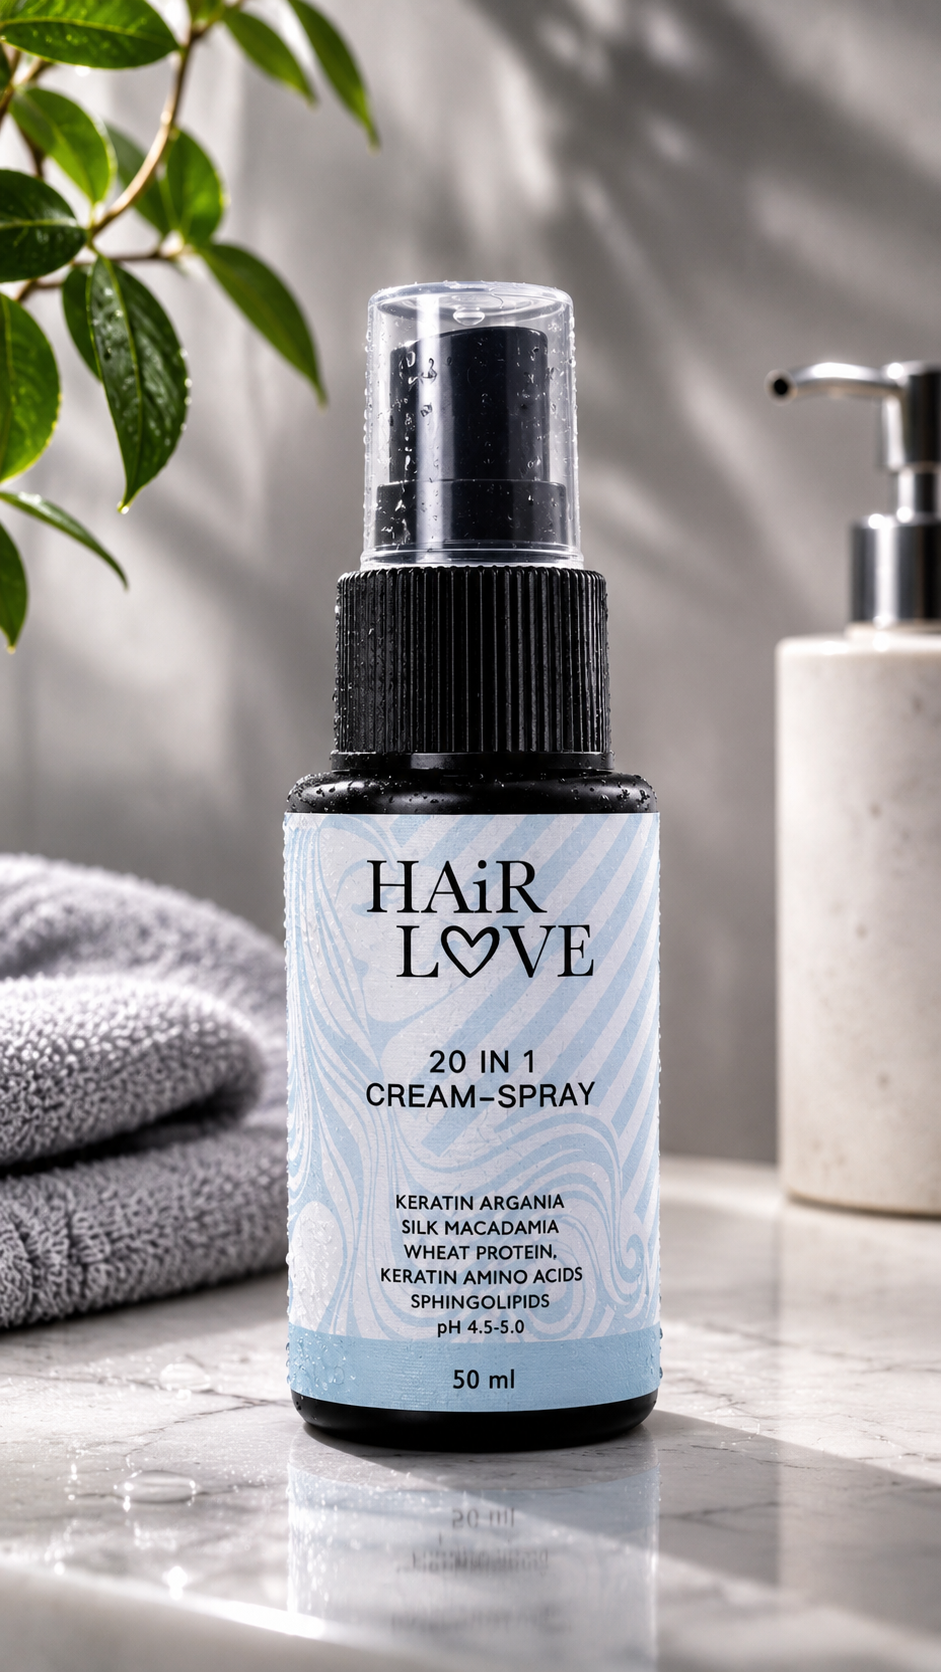 HAiR
L♡VE
20 IN 1
CREAM-SPRAY
KERATIN ARGANIA
SILK MACADAMIA
WHEAT PROTEIN,
KERATIN AMINO ACIDS
SPHINGOLIPIDS
pH 4.5-5.0
50 ml